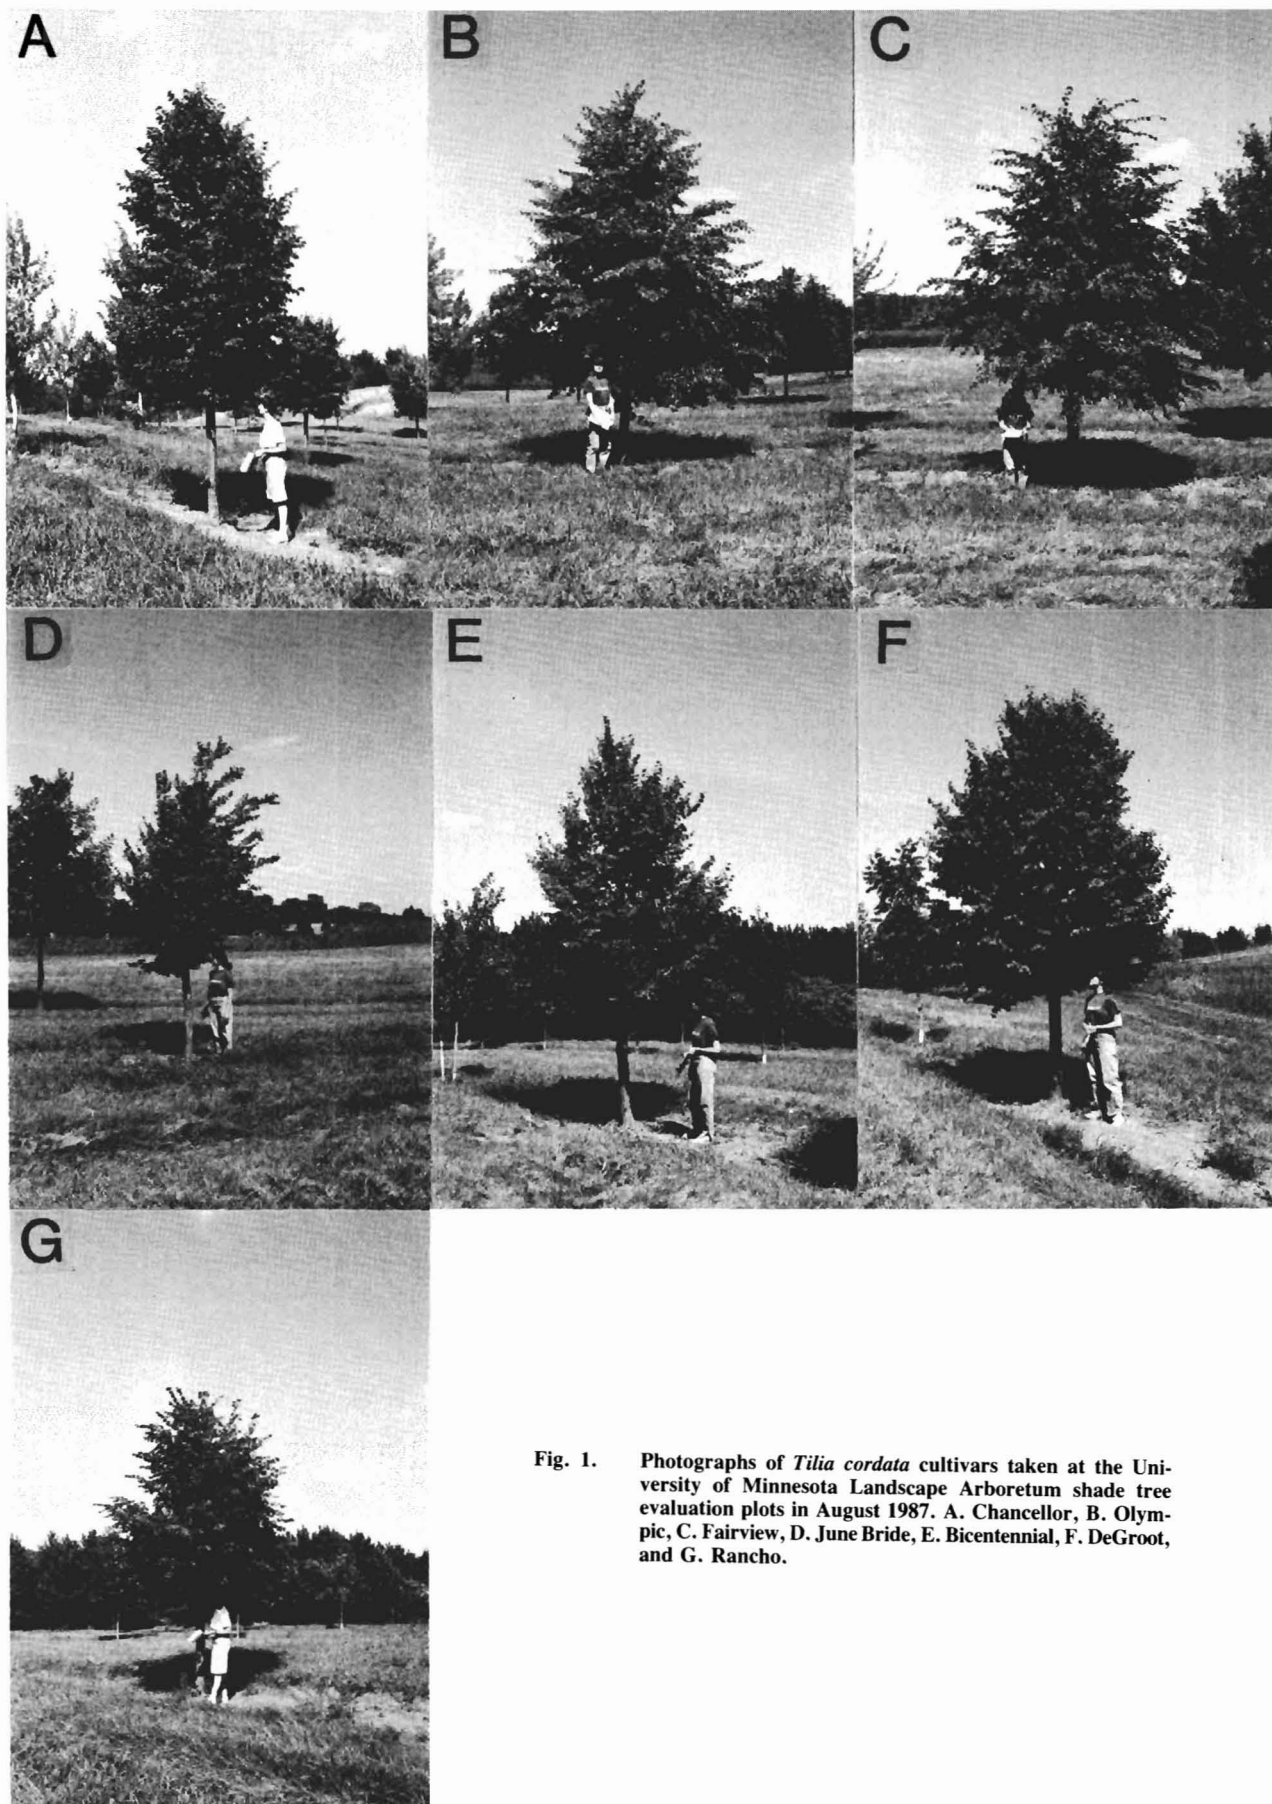 A
B
C
D
E
F
G
Fig. 1. Photographs of Tilia cordata cultivars taken at the Uni-
versity of Minnesota Landscape Arboretum shade tree
evaluation plots in August 1987. A. Chancellor, B. Olym-
pic, C. Fairview, D. June Bride, E. Bicentennial, F. DeGroot,
and G. Rancho.